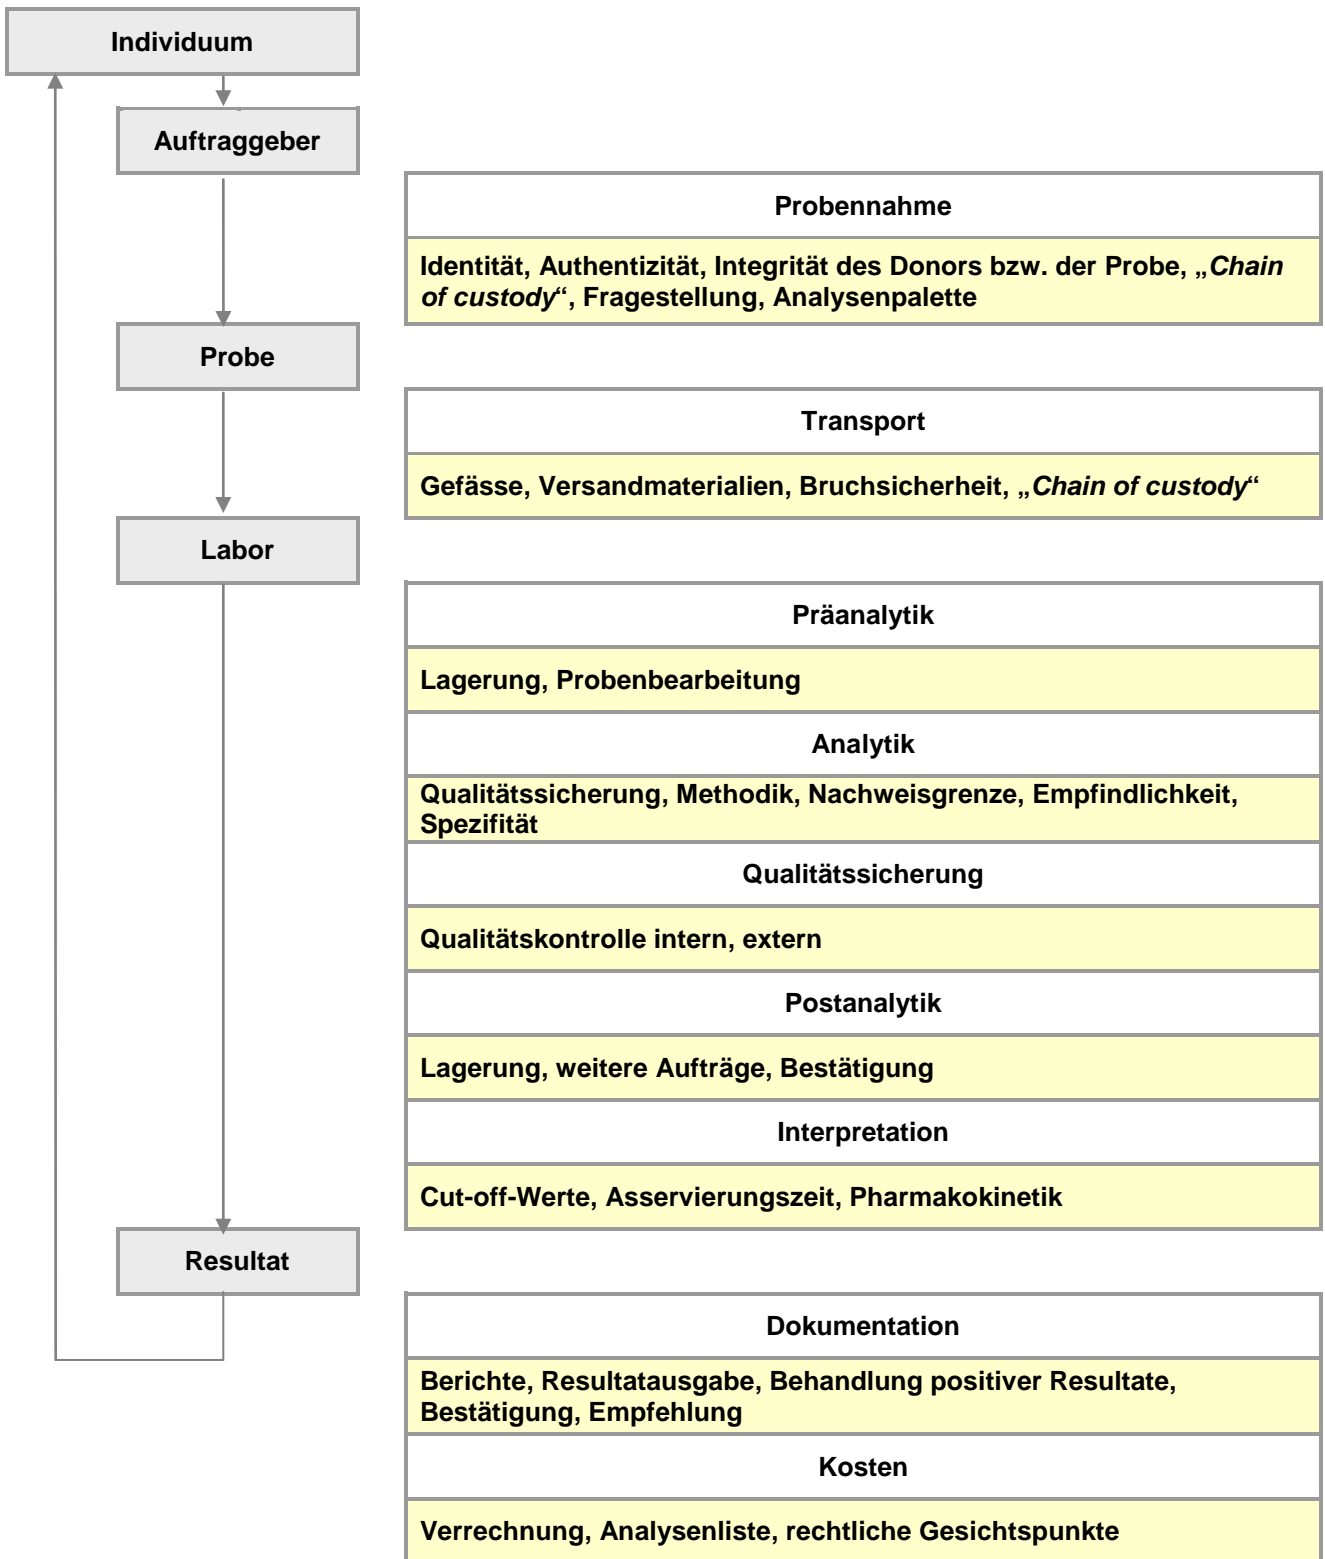 Individuum
Auftraggeber
Probennahme
Identität, Authentizität, Integrität des Donors bzw. der Probe, „Chain
of custody“, Fragestellung, Analysenpalette
Probe
Transport
Gefässe, Versandmaterialien, Bruchsicherheit, „Chain of custody“
Labor
Präanalytik
Lagerung, Probenbearbeitung
Analytik
Qualitätssicherung, Methodik, Nachweisgrenze, Empfindlichkeit,
Spezifität
Qualitätssicherung
Qualitätskontrolle intern, extern
Postanalytik
Lagerung, weitere Aufträge, Bestätigung
Interpretation
Cut-off-Werte, Asservierungszeit, Pharmakokinetik
Resultat
Dokumentation
Berichte, Resultatausgabe, Behandlung positiver Resultate,
Bestätigung, Empfehlung
Kosten
Verrechnung, Analysenliste, rechtliche Gesichtspunkte